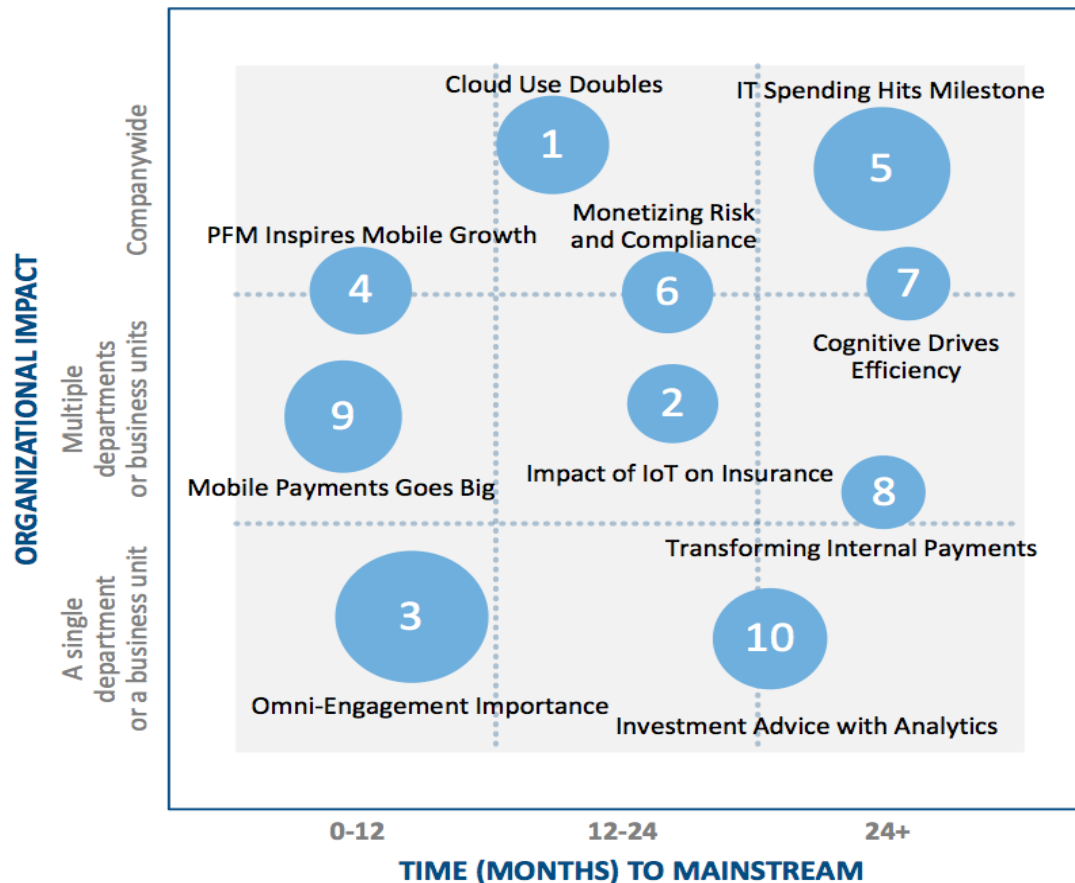 Cloud Use Doubles
IT Spending Hits Milestone
1
5
Companywide
Monetizing Risk
and Compliance
PFM Inspires Mobile Growth
4
6
7
ORGANIZATIONAL IMPACT
Cognitive Drives
Efficiency
Multiple
departments
or business units
9
2
Impact of IoT on Insurance
Mobile Payments Goes Big
8
Transforming Internal Payments
A single
department
or a business unit
3
10
Omni-Engagement Importance
Investment Advice with Analytics
0-12
12-24
24+
TIME (MONTHS) TO MAINSTREAM